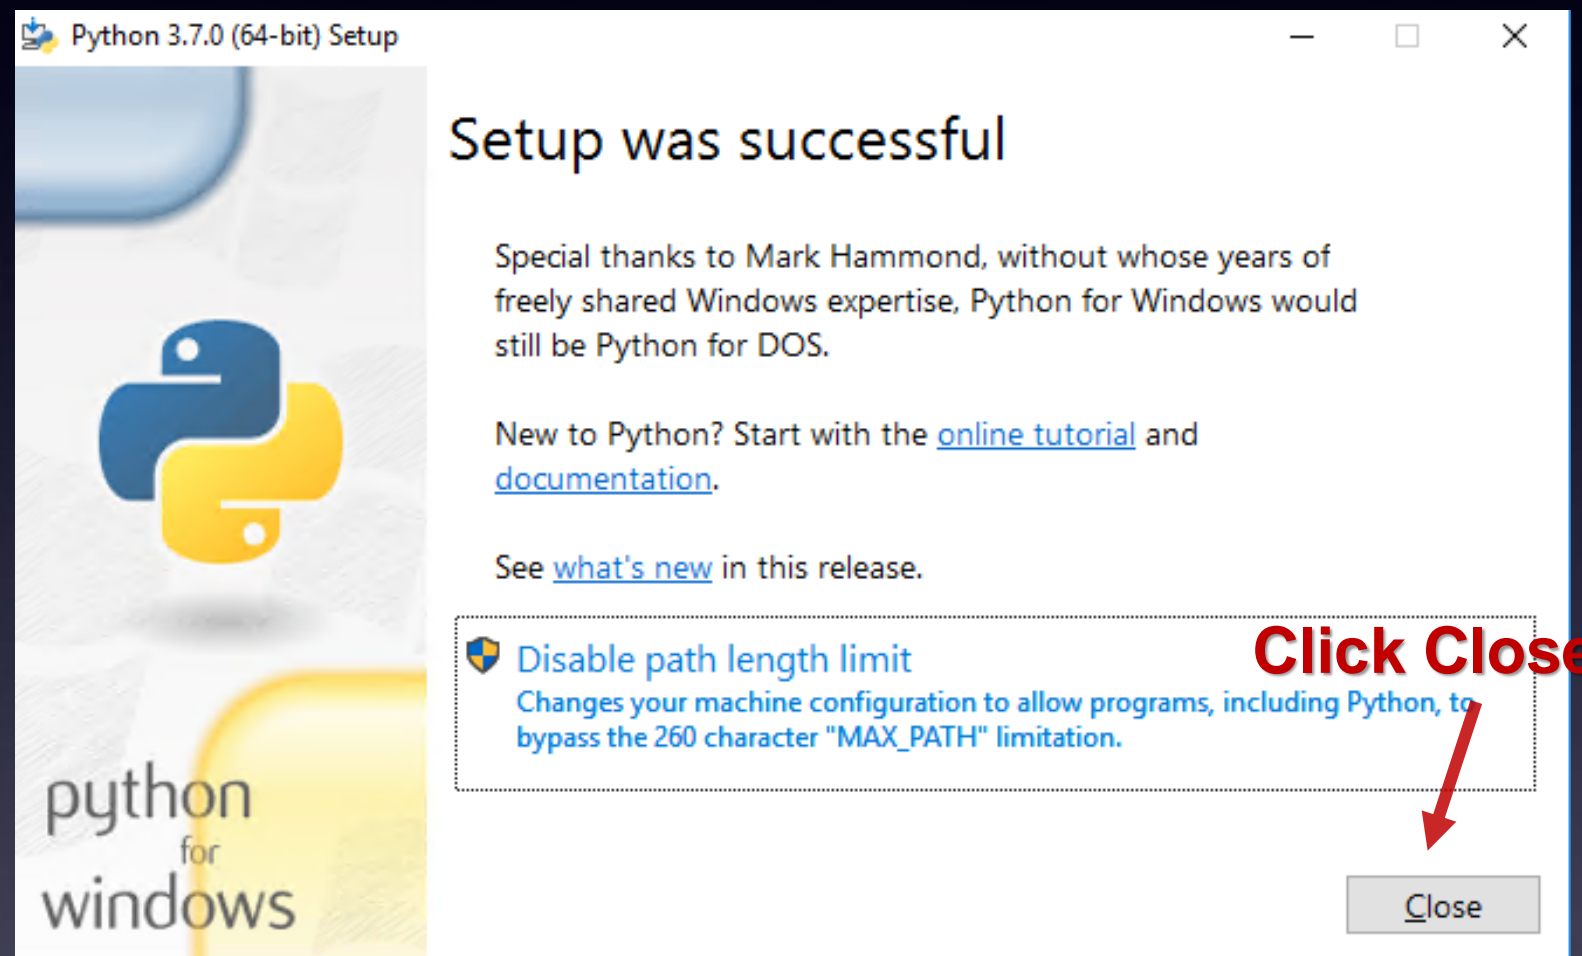 Python 3.7.0 (64-bit) Setup
Setup was successful
Special thanks to Mark Hammond, without whose years of
freely shared Windows expertise, Python for Windows would
still be Python for DOS.
New to Python? Start with the online tutorial and
documentation.
See what's new in this release.
Disable path length limit
Changes your machine configuration to allow programs, including Python, to
bypass the 260 character "MAX_PATH" limitation.
Click Close
Close
python
for
windows